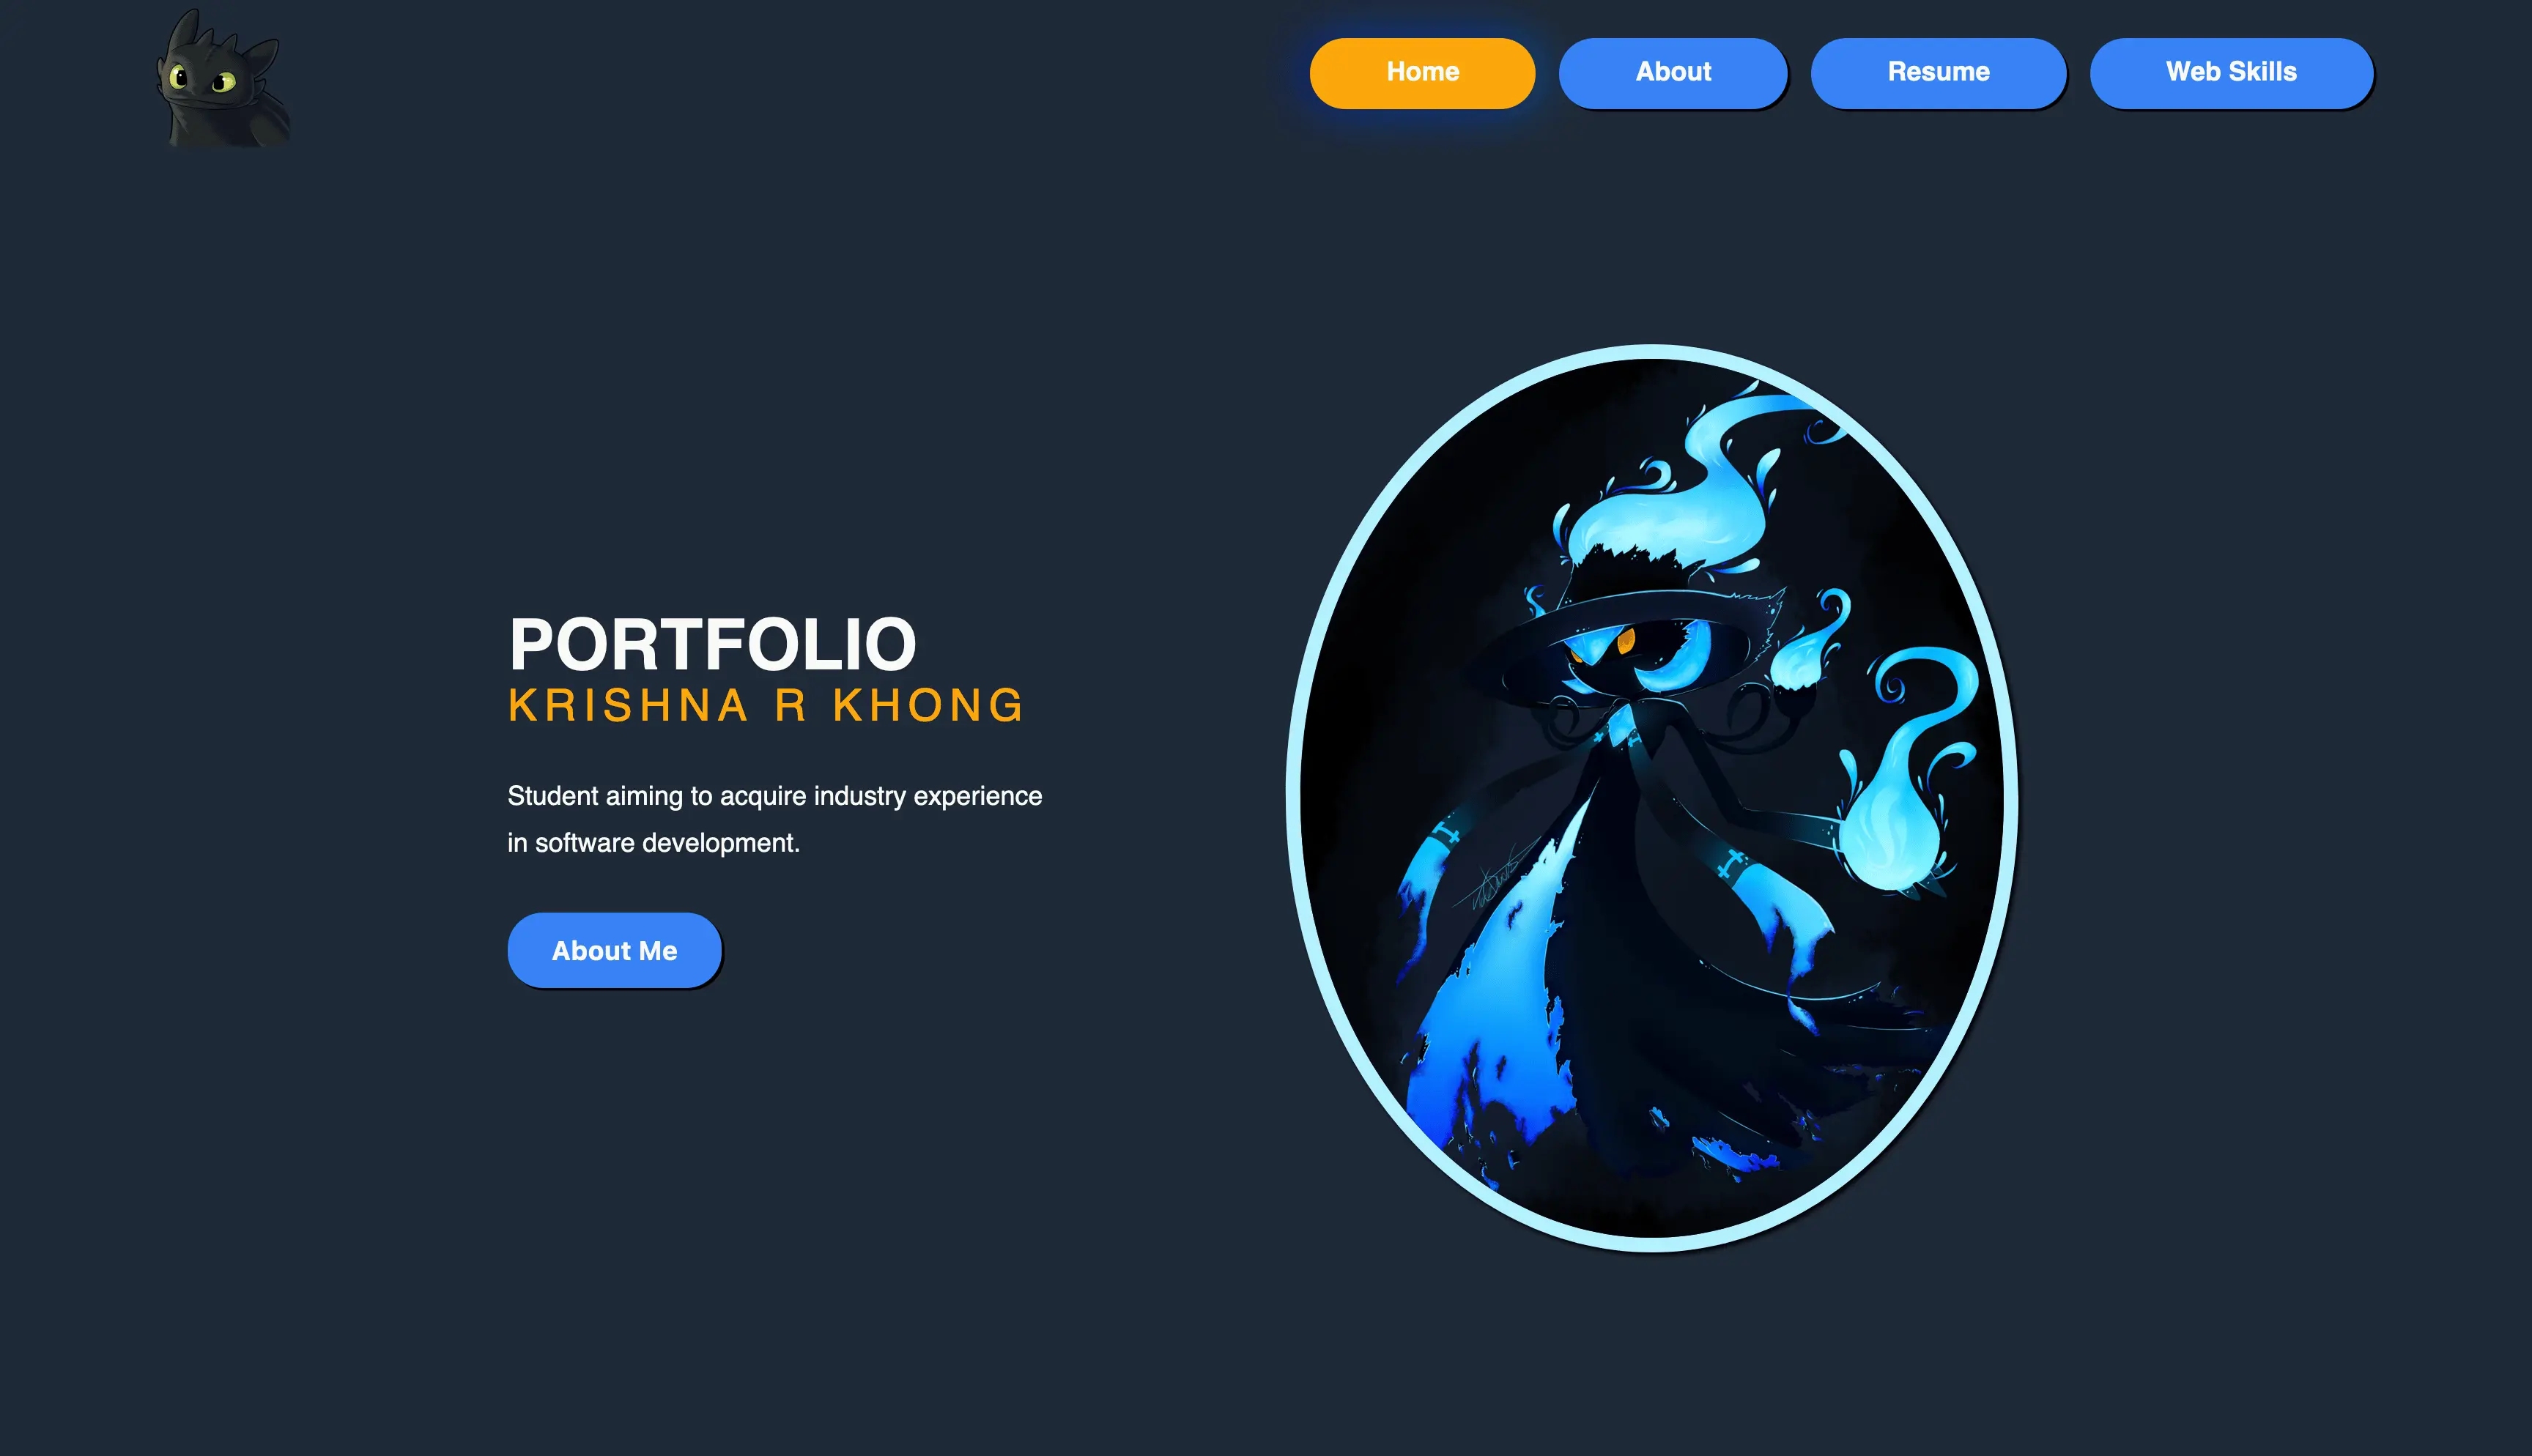 Home
About
Resume
Web Skills
PORTFOLIO
KRISHNA R KHONG
Student aiming to acquire industry experience
in software development.
About Me